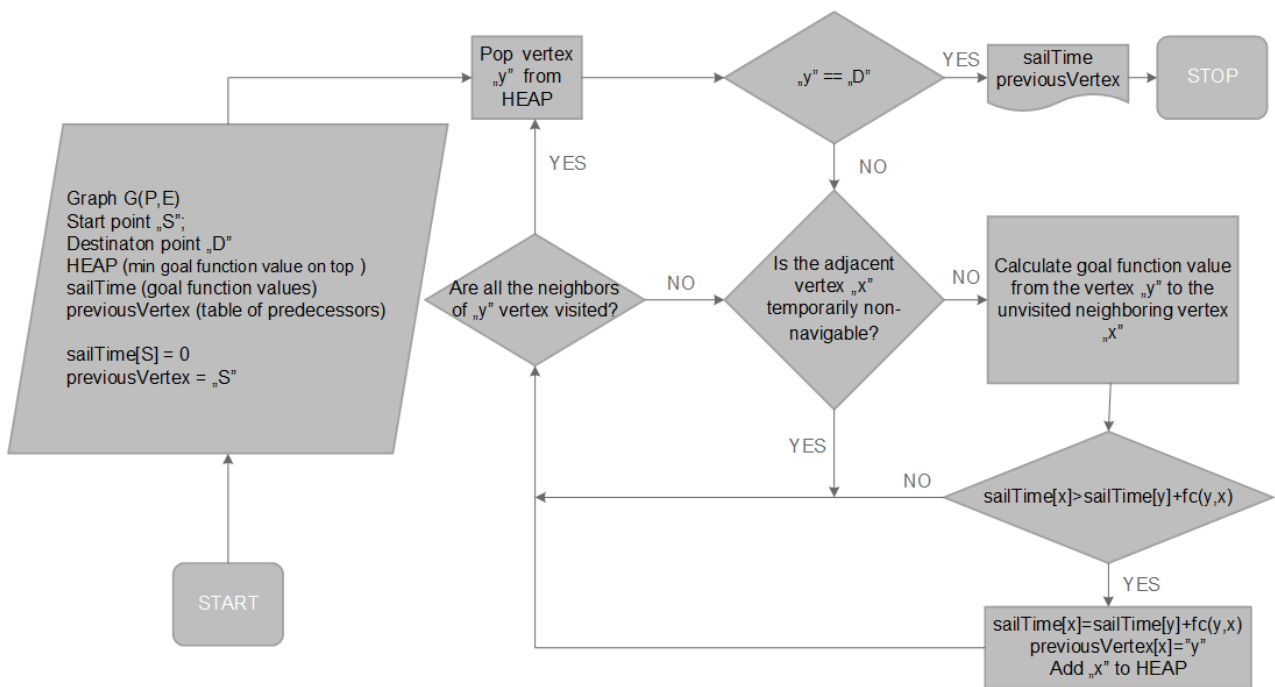 START
Graph G(P,E)
Start point „S”;
Destinaton point „D”
HEAP (min goal function value on top )
sailTime (goal function values)
previousVertex (table of predecessors)
sailTime[S] = 0
previousVertex = „S”
Pop vertex
„y” from
HEAP
„y” == „D”
YES
sailTime
previousVertex
STOP
NO
YES
Are all the neighbors
of „y” vertex visited?
NO
Is the adjacent
vertex „x”
temporarily non-
navigable?
NO
Calculate goal function value
from the vertex „y” to the
unvisited neighboring vertex
„x”
YES
NO
sailTime[x]>sailTime[y]+fc(y,x)
YES
sailTime[x]=sailTime[y]+fc(y,x)
previousVertex[x]=”y”
Add „x” to HEAP